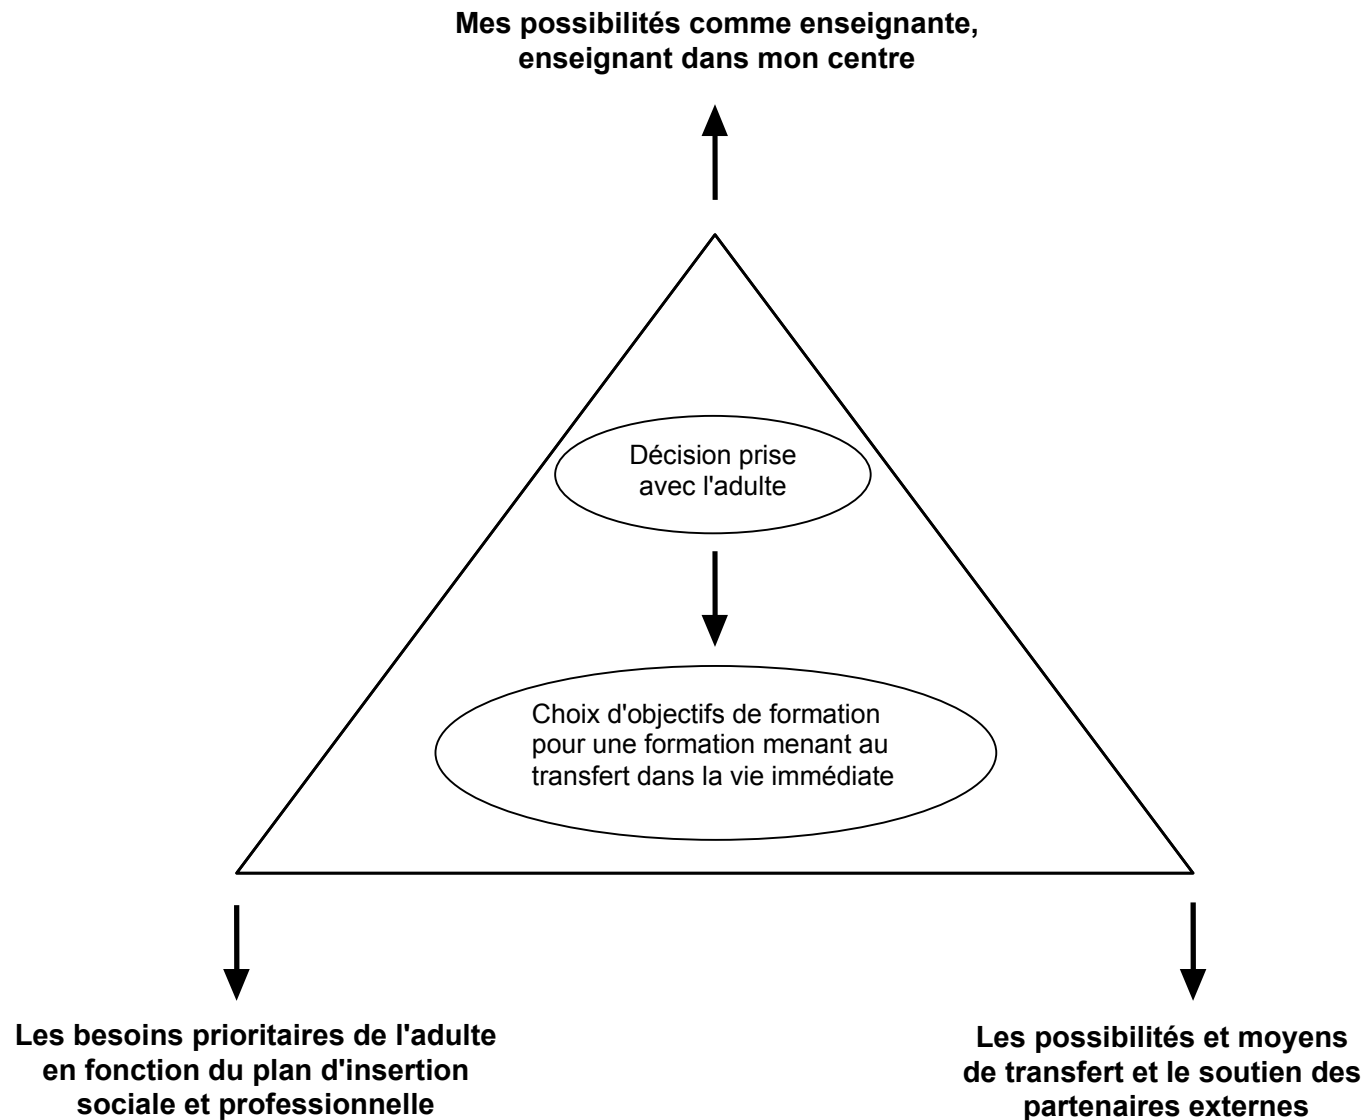 Mes possibilités comme enseignante,
enseignant dans mon centre
Décision prise
avec l'adulte
Choix d'objectifs de formation
pour une formation menant au
transfert dans la vie immédiate
Les besoins prioritaires de l'adulte
en fonction du plan d'insertion
sociale et professionnelle
Les possibilités et moyens
de transfert et le soutien des
partenaires externes